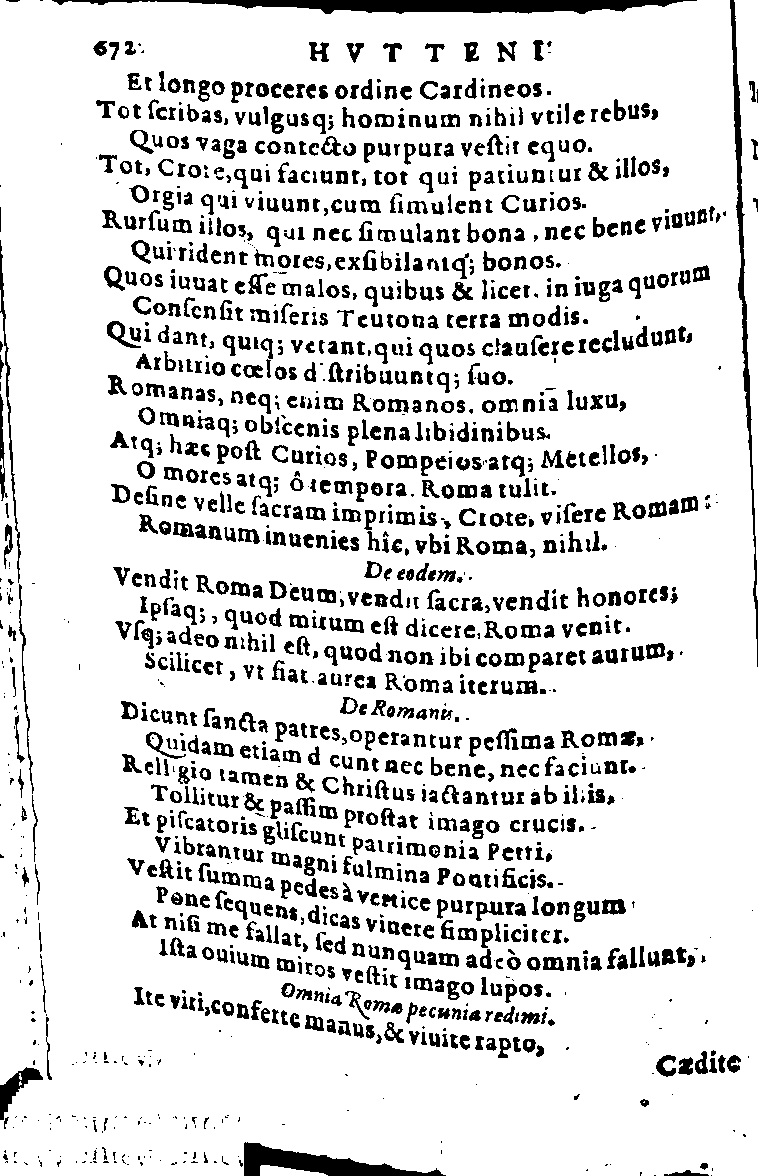 672. HVTTENI
Et longo proceres ordine Cardineos.
Tot ſcribas, vulgusq; hominum nihil vtile rebus,
Quos vaga contecto purpura veſtit equo.
Tot, Crote, qui faciunt, tot qui patiuntur & illos,
Orgia qui viuunt, cum ſimulent Curios.
Rurſum illos, qui nec ſimulant bona, nec bene viuunt,
Qui rident mores, exſibilantq; bonos.
Quos iuuat eſſe malos, quibus & licet. in iuga quorum
Conſenſit miſeris Teutona terra modis.
Qui dant, quiq; vetant, qui quos clauſere recludunt,
Arbitrio cœlos diſtribuuntq; ſuo.
Romanas, neq; enim Romanos. omnia luxu,
Omniaq; obſcenis plena libidinibus.
Atq; hæc poſt Curios, Pompeios atq; Metellos,
O mores atq; ô tempora. Roma tulit.
Deſine velle ſacram imprimis, Crote, viſere Romam:
Romanum inuenies hîc, vbi Roma, nihil.
De eodem.
Vendit Roma Deum, vendit ſacra, vendit honores;
Ipſaq;, quod mirum eſt dicere, Roma venit.
Vſq; adeo nihil eſt, quod non ibi comparet aurum,
Scilicet, vt fiat aurea Roma iterum.
De Romanis.
Dicunt ſancta patres, operantur peſſima Romæ,
Quidam etiam dicunt nec bene, nec faciunt.
Relligio tamen & Chriſtus iactantur ab illis,
Tollitur & paſſim proſtat imago crucis.
Et piſcatoris gliſcunt patrimonia Petri,
Vibrantur magni fulmina Pontificis.
Veſtit ſumma pedes à vertice purpura longum
Pone ſequens, dicas viuere ſimpliciter.
At niſi me fallat, ſed nunquam adeò omnia fallunt,
Iſta ouium miros veſtit imago lupos.
Omnia Romæ pecunia redimi.
Ite viri, conferte manus, & viuite rapto,
Cædite